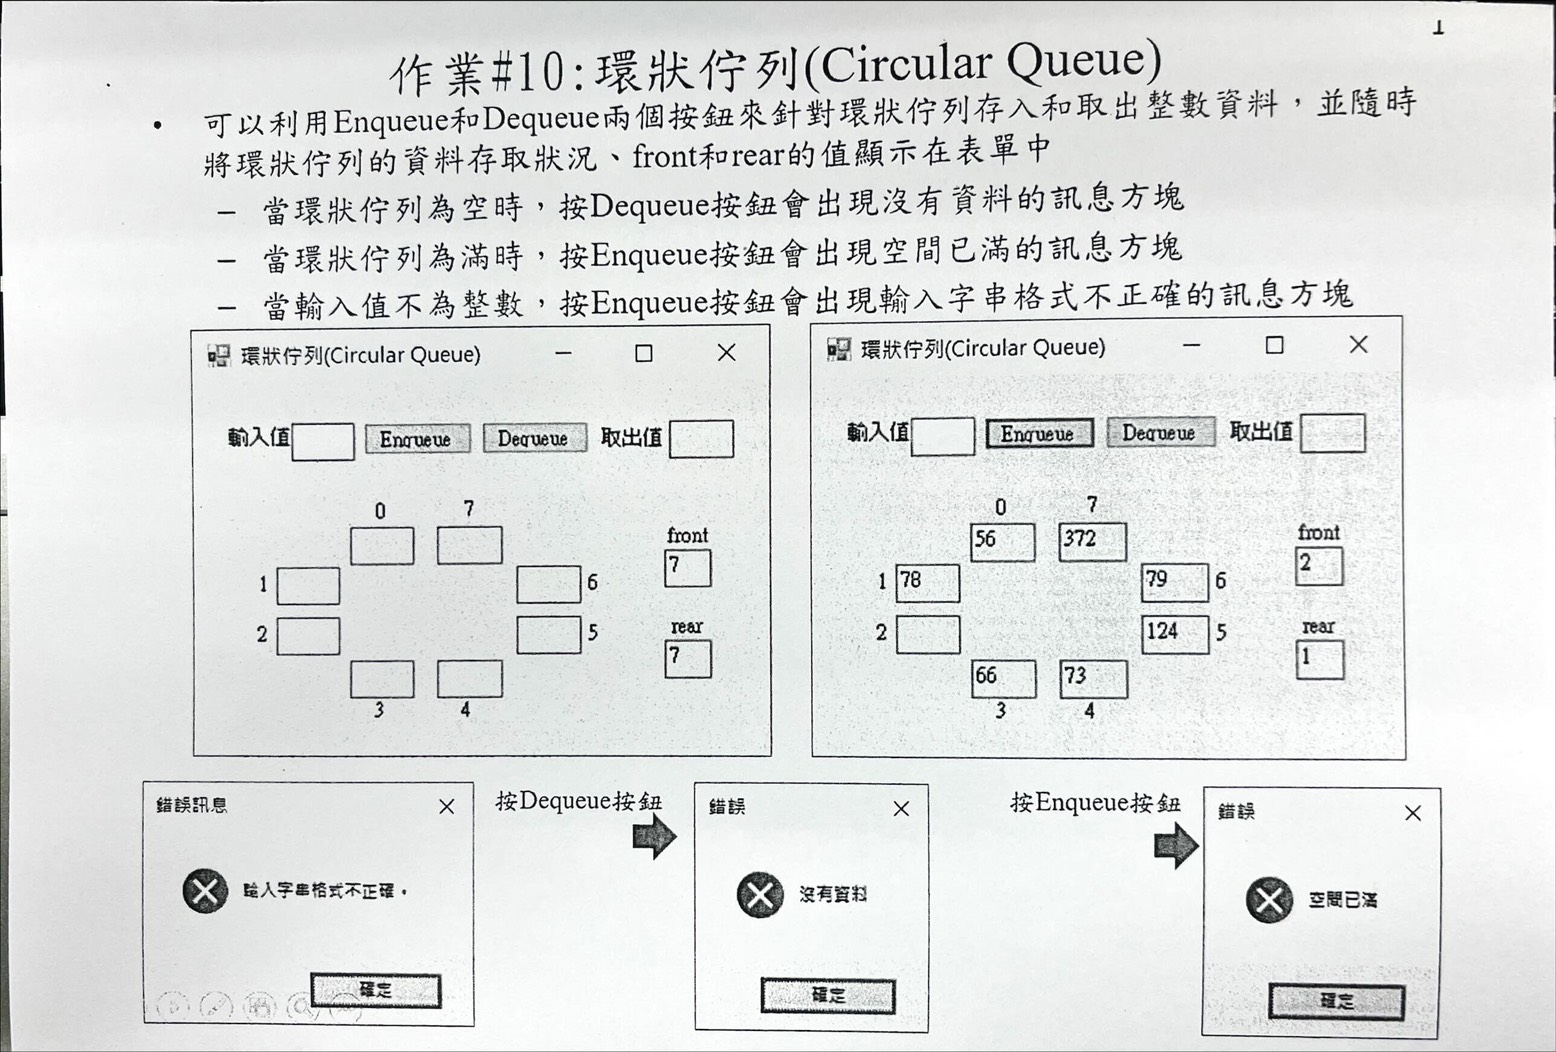 1
作業#10:環狀佇列(Circular Queue)
• 可以利用Enqueue和Dequeue兩個按鈕來針對環狀佇列存入和取出整數資料，並隨時
將環狀佇列的資料存取狀況、front和rear的值顯示在表單中
– 當環狀佇列為空時，按Dequeue按鈕會出現沒有資料的訊息方塊
– 當環狀佇列為滿時，按Enqueue按鈕會出現空間已滿的訊息方塊
– 當輸入值不為整數，按Enqueue按鈕會出現輸入字串格式不正確的訊息方塊
環狀佇列(Circular Queue)
輸入值 Enqueue Dequeue 取出值
0 7
front
7
1 6
2 5
rear
7
3 4
環狀佇列(Circular Queue)
輸入值 Enqueue Dequeue 取出值
0 7
56 372
front
2
1 78 79 6
2 124 5
rear
1
66 73
3 4
錯誤訊息
輸入字串格式不正確。
確定
按Dequeue按鈕
錯誤
沒有資料
確定
按Enqueue按鈕
錯誤
空間已滿
確定